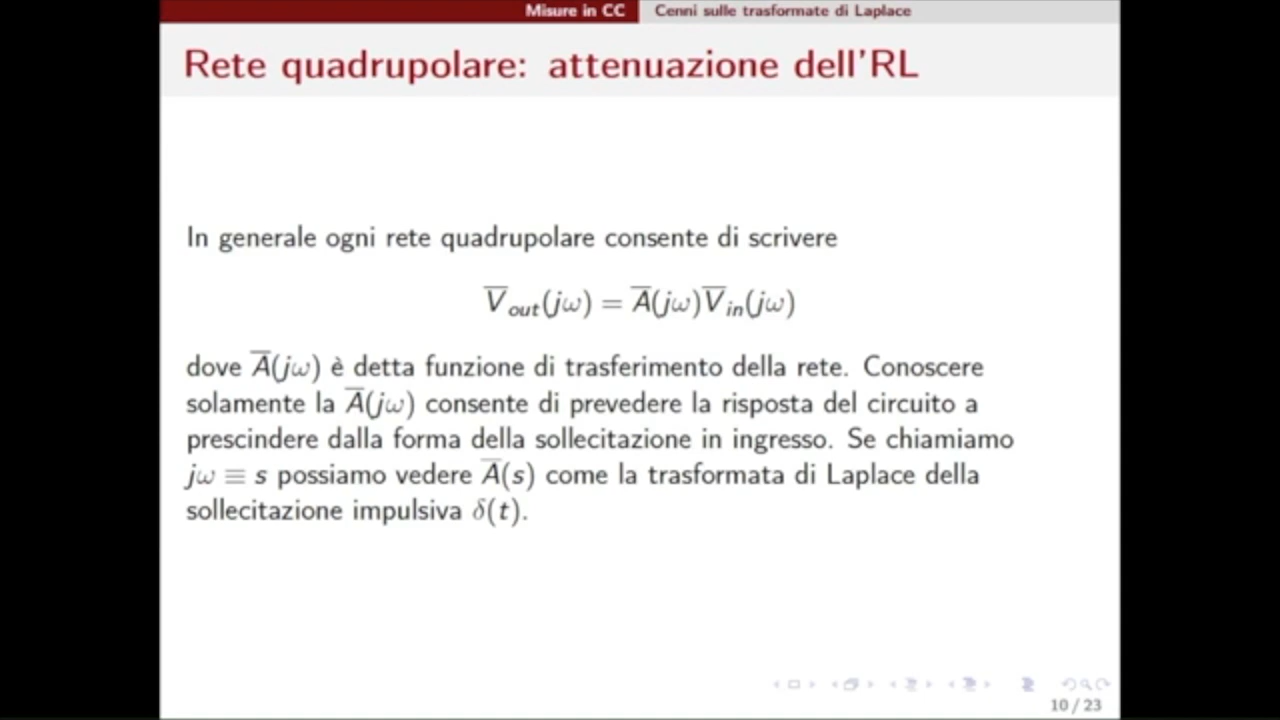 Misure in CC Cenni sulle trasformate di Laplace
Rete quadrupolare: attenuazione dell'RL
In generale ogni rete quadrupolare consente di scrivere
V̅out(jω) = A̅(jω)V̅in(jω)
dove A̅(jω) è detta funzione di trasferimento della rete. Conoscere
solamente la A̅(jω) consente di prevedere la risposta del circuito a
prescindere dalla forma della sollecitazione in ingresso. Se chiamiamo
jω ≡ s possiamo vedere A̅(s) come la trasformata di Laplace della
sollecitazione impulsiva δ(t).
10 / 23